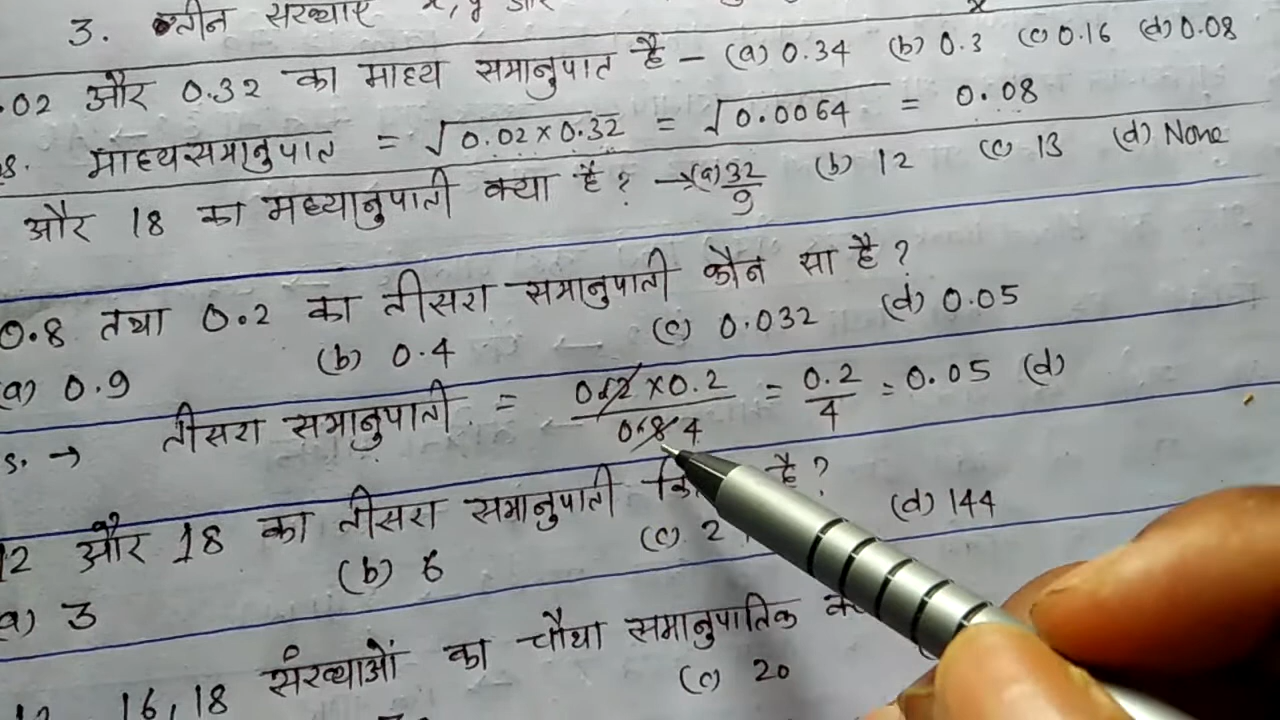 3. तीन संख्याएं x, y और
.02 और 0.32 का माध्य समानुपात है - (a) 0.34 (b) 0.3 (c) 0.16 (d) 0.08
माध्यसमानुपात = √0.02×0.32 = √0.0064 = 0.08
और 18 का मध्यानुपाती क्या है? → (a) 32/9 (b) 12 (c) 13 (d) None
0.8 तथा 0.2 का तीसरा समानुपाती कौन सा है?
(a) 0.9 (b) 0.4 (c) 0.032 (d) 0.05
s. → तीसरा समानुपाती = 0.2×0.2/0.8 4 = 0.2/4 = 0.05 (d)
12 और 18 का तीसरा समानुपाती है?
(a) 3 (b) 6 (c) 2 (d) 144
16, 18 संख्याओं का चौथा समानुपातिक
(c) 20